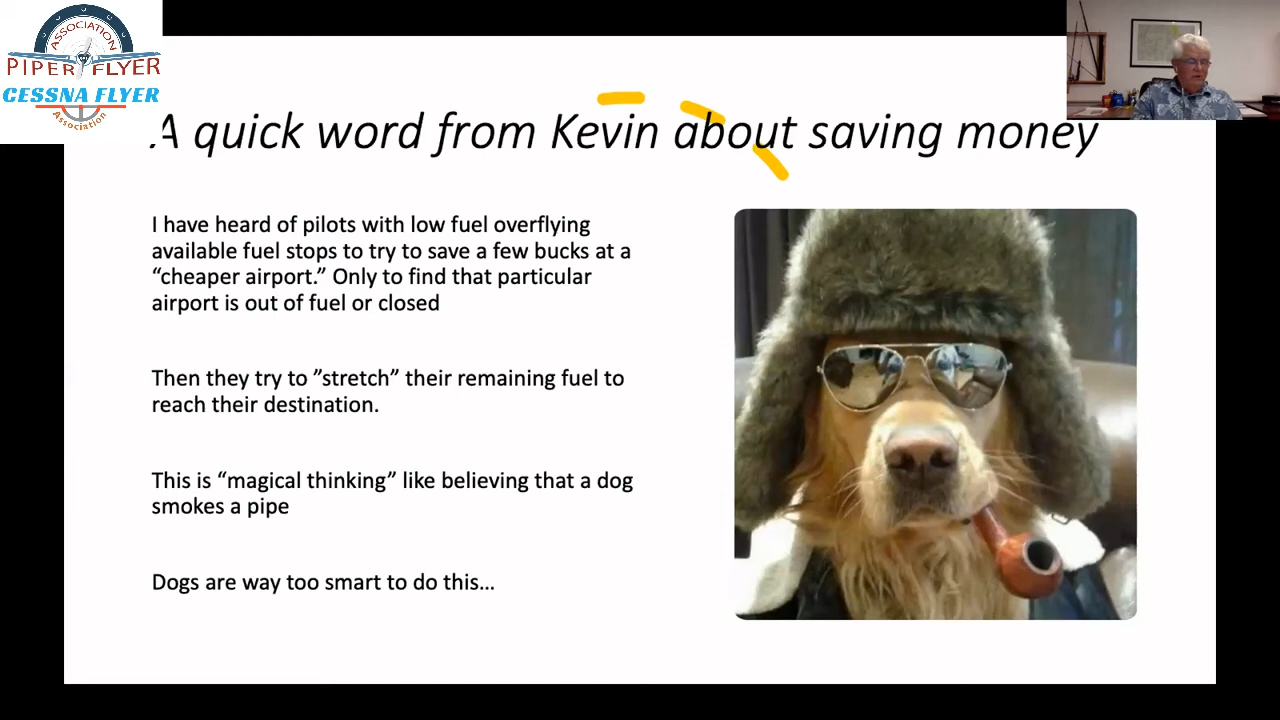 ASSOCIATION
PIPER FLYER
CESSNA FLYER
Association
A quick word from Kevin about saving money
I have heard of pilots with low fuel overflying
available fuel stops to try to save a few bucks at a
“cheaper airport.” Only to find that particular
airport is out of fuel or closed
Then they try to ”stretch” their remaining fuel to
reach their destination.
This is “magical thinking” like believing that a dog
smokes a pipe
Dogs are way too smart to do this…